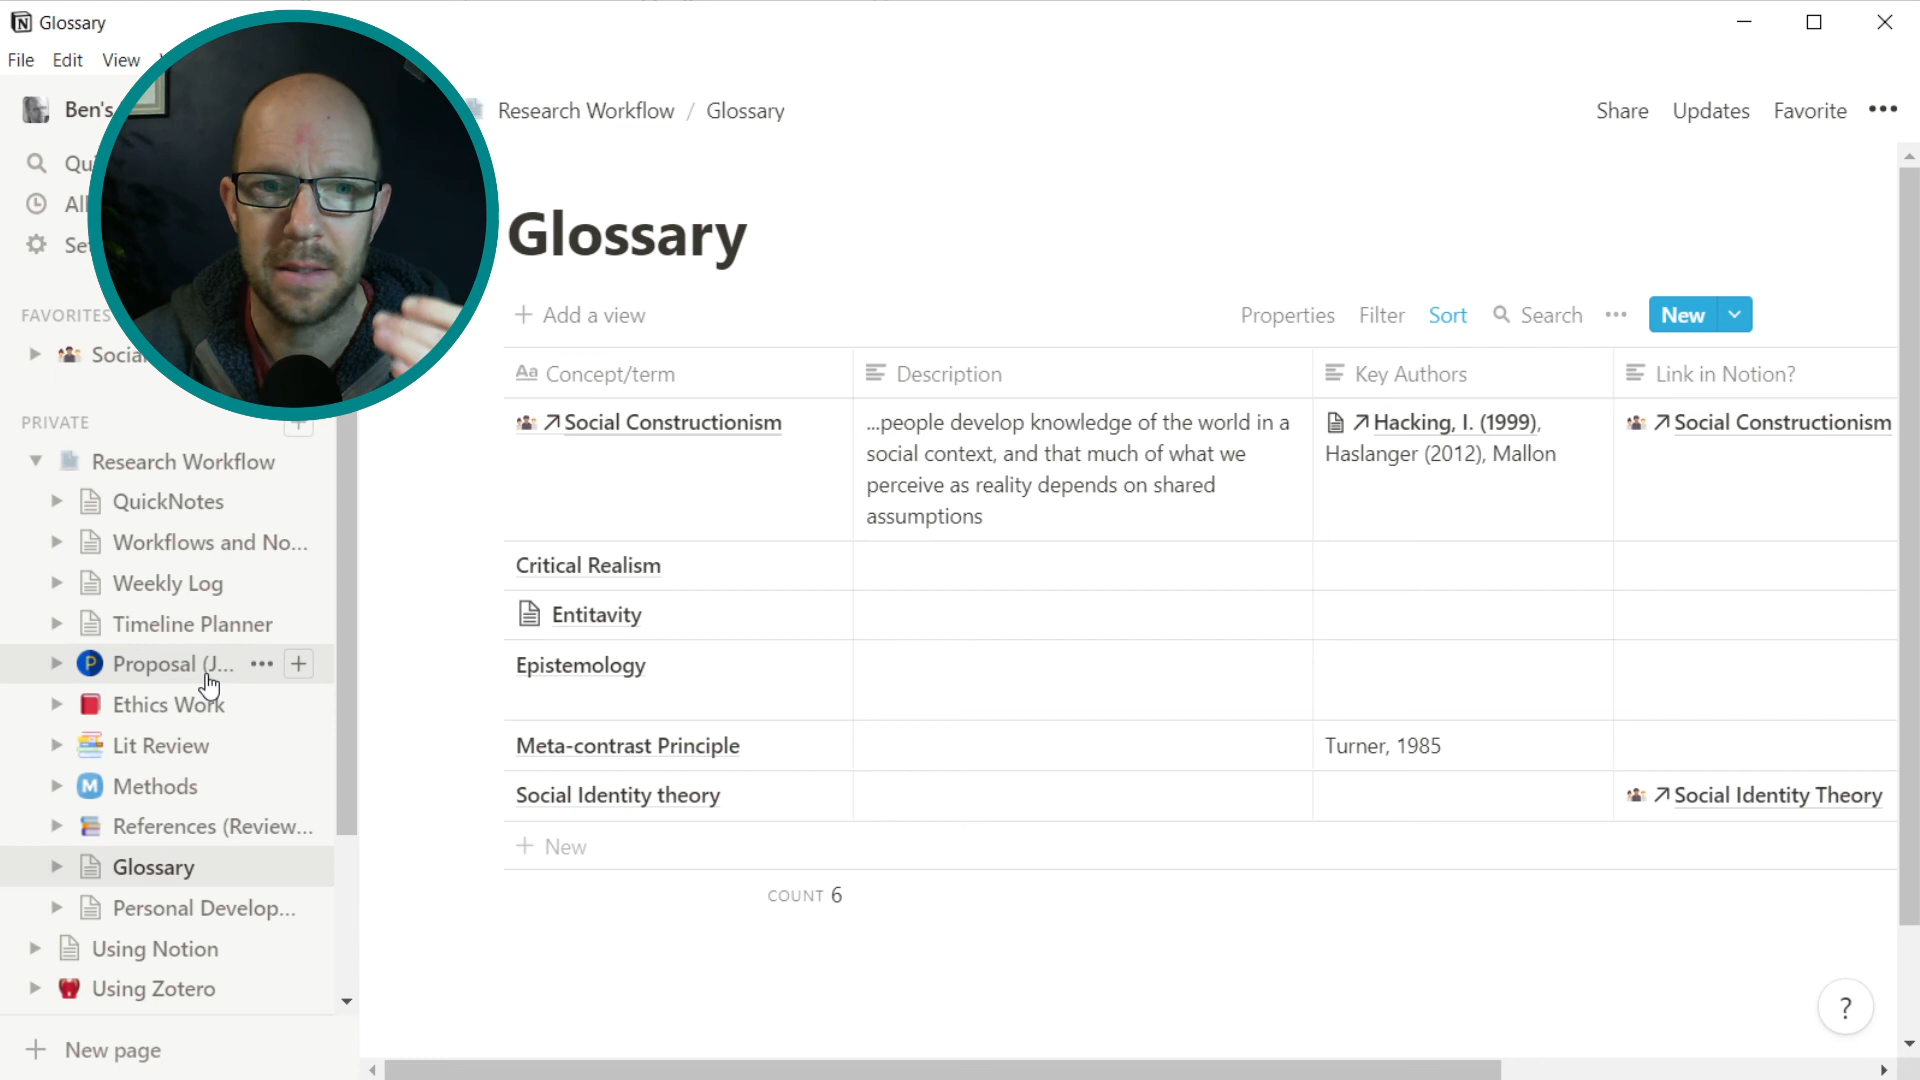 Glossary
File Edit View
Ben's
Research Workflow / Glossary
Share Updates Favorite •••
FAVORITES
PRIVATE
Research Workflow
QuickNotes
Workflows and No...
Weekly Log
Timeline Planner
Proposal (J... ••• +
Ethics Work
Lit Review
Methods
References (Review...
Glossary
Personal Develop...
Using Notion
Using Zotero
+ New page
Glossary
+ Add a view
Properties Filter Sort Search ••• New
Aa Concept/term Description Key Authors Link in Notion?
Social Constructionism ...people develop knowledge of the world in a Hacking, I. (1999), Social Constructionism
social context, and that much of what we Haslanger (2012), Mallon
perceive as reality depends on shared
assumptions
Critical Realism
Entitavity
Epistemology
Meta-contrast Principle Turner, 1985
Social Identity theory Social Identity Theory
+ New
COUNT 6
?